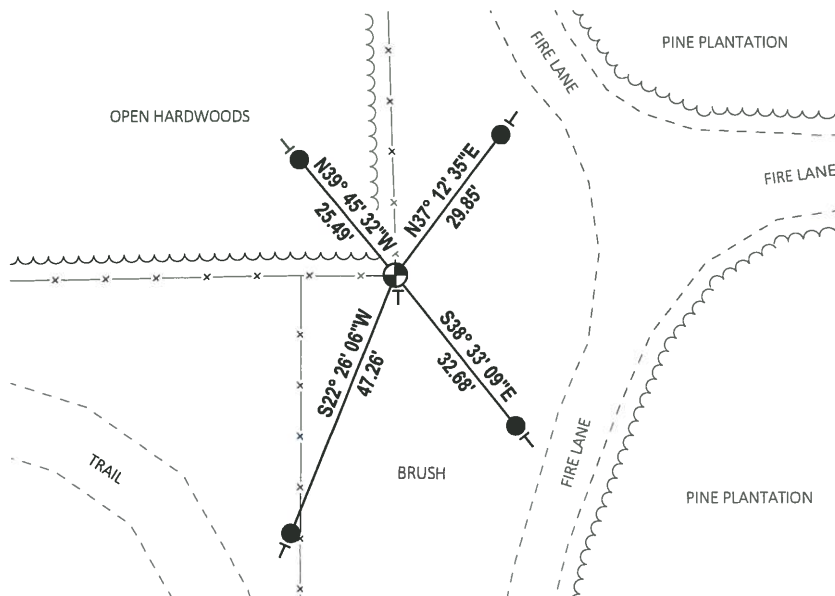 PINE PLANTATION
FIRE LANE
OPEN HARDWOODS
N39° 45' 32"W
25.49'
N37° 12' 35"E
29.85'
FIRE LANE
S22° 26' 06"W
47.26'
S38° 33' 09"E
32.68'
TRAIL
BRUSH
FIRE LANE
PINE PLANTATION